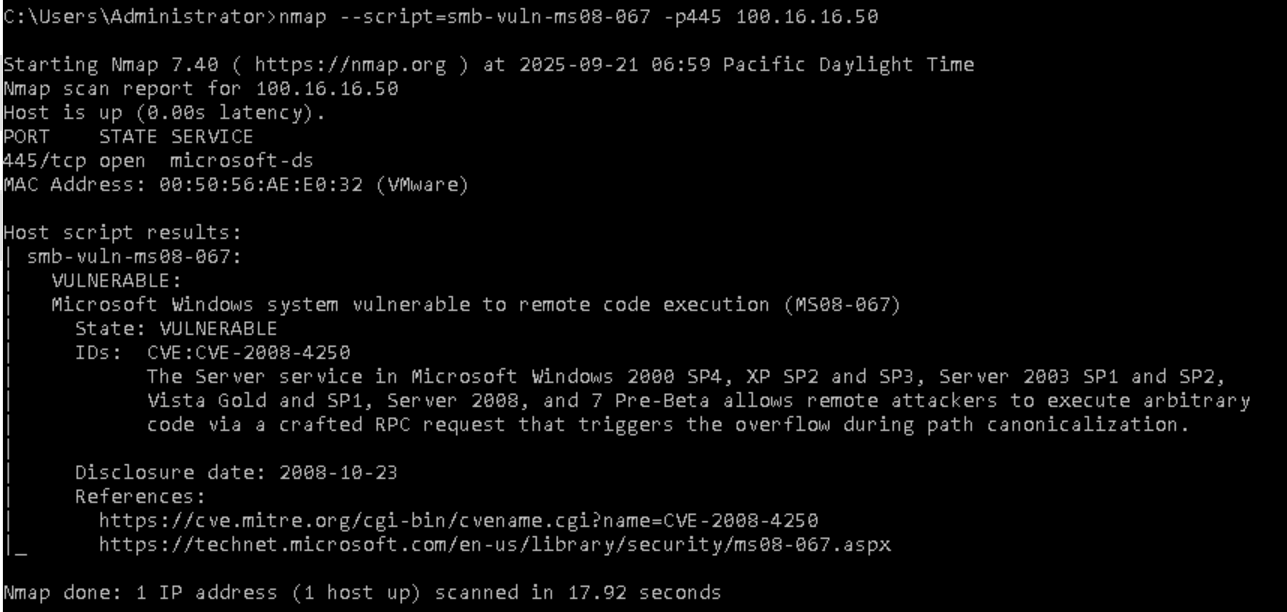 C:\Users\Administrator>nmap --script=smb-vuln-ms08-067 -p445 100.16.16.50
Starting Nmap 7.40 ( https://nmap.org ) at 2025-09-21 06:59 Pacific Daylight Time
Nmap scan report for 100.16.16.50
Host is up (0.00s latency).
PORT    STATE SERVICE
445/tcp open  microsoft-ds
MAC Address: 00:50:56:AE:E0:32 (VMware)
Host script results:
| smb-vuln-ms08-067:
|   VULNERABLE:
|   Microsoft Windows system vulnerable to remote code execution (MS08-067)
|     State: VULNERABLE
|     IDs:  CVE:CVE-2008-4250
|           The Server service in Microsoft Windows 2000 SP4, XP SP2 and SP3, Server 2003 SP1 and SP2,
|           Vista Gold and SP1, Server 2008, and 7 Pre-Beta allows remote attackers to execute arbitrary
|           code via a crafted RPC request that triggers the overflow during path canonicalization.
|
|     Disclosure date: 2008-10-23
|     References:
|       https://cve.mitre.org/cgi-bin/cvename.cgi?name=CVE-2008-4250
|_      https://technet.microsoft.com/en-us/library/security/ms08-067.aspx
Nmap done: 1 IP address (1 host up) scanned in 17.92 seconds